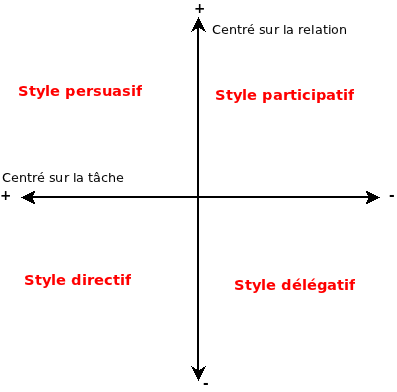 +
Centré sur la relation
Style persuasif
Style participatif
Centré sur la tâche
+
-
Style directif
Style délégatif
-